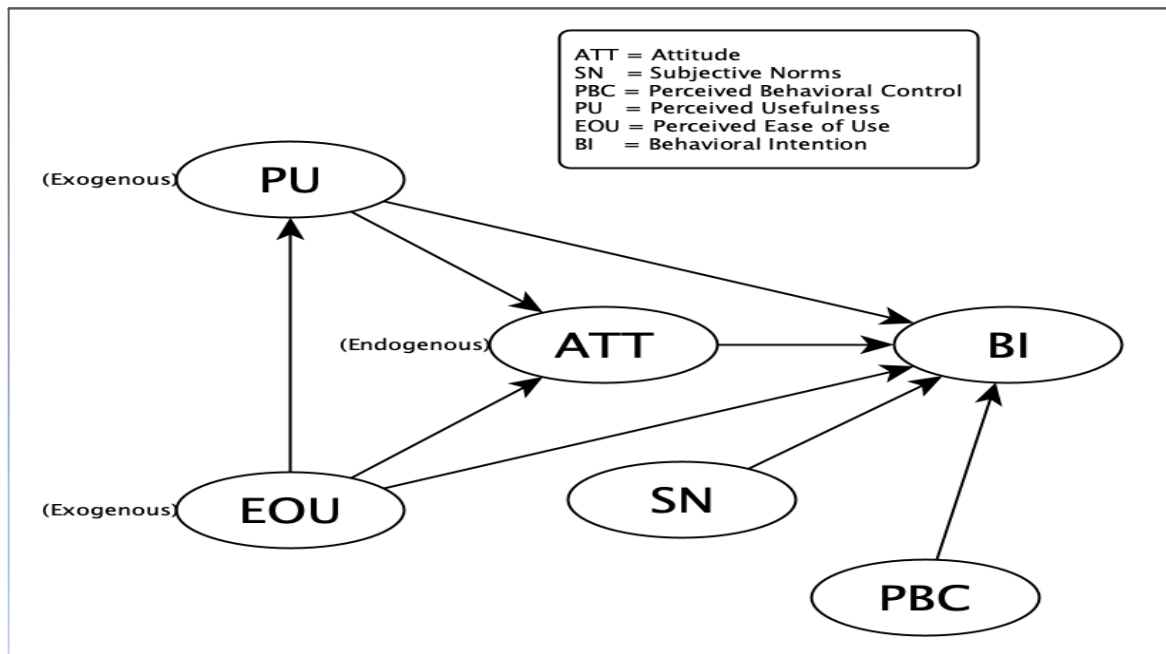 ATT = Attitude
SN = Subjective Norms
PBC = Perceived Behavioral Control
PU = Perceived Usefulness
EOU = Perceived Ease of Use
BI = Behavioral Intention
(Exogenous) PU
(Endogenous) ATT
BI
(Exogenous) EOU
SN
PBC